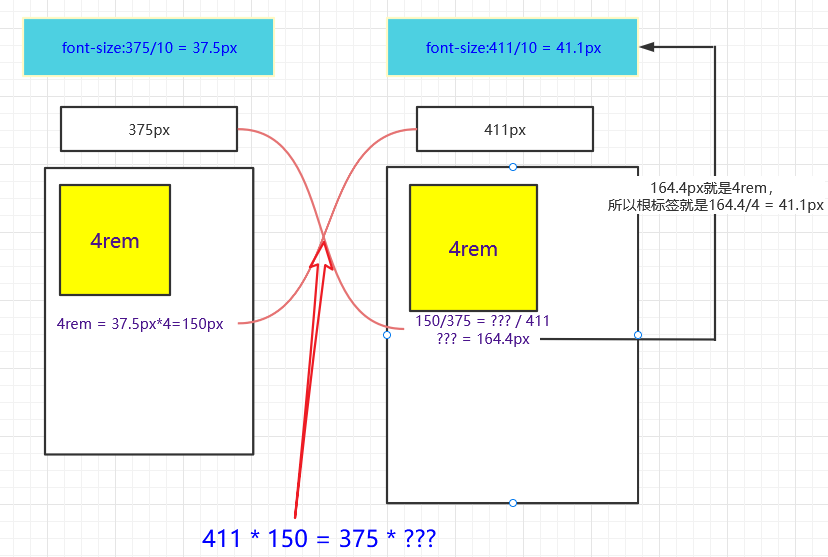 font-size:375/10 = 37.5px
font-size:411/10 = 41.1px
375px
411px
4rem
4rem
4rem = 37.5px*4=150px
150/375 = ??? / 411
??? = 164.4px
164.4px就是4rem，
所以根标签就是164.4/4 = 41.1px
411 * 150 = 375 * ???